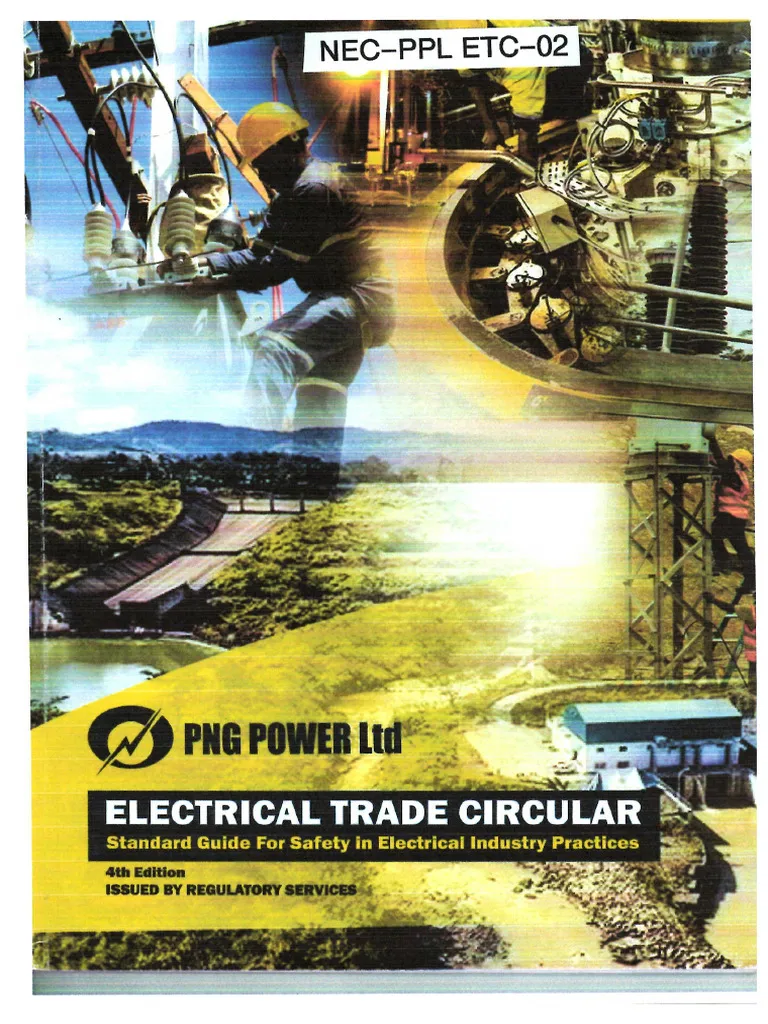 NEC-PPL ETC-02
PNG POWER Ltd
ELECTRICAL TRADE CIRCULAR
Standard Guide For Safety in Electrical Industry Practices
4th Edition
ISSUED BY REGULATORY SERVICES